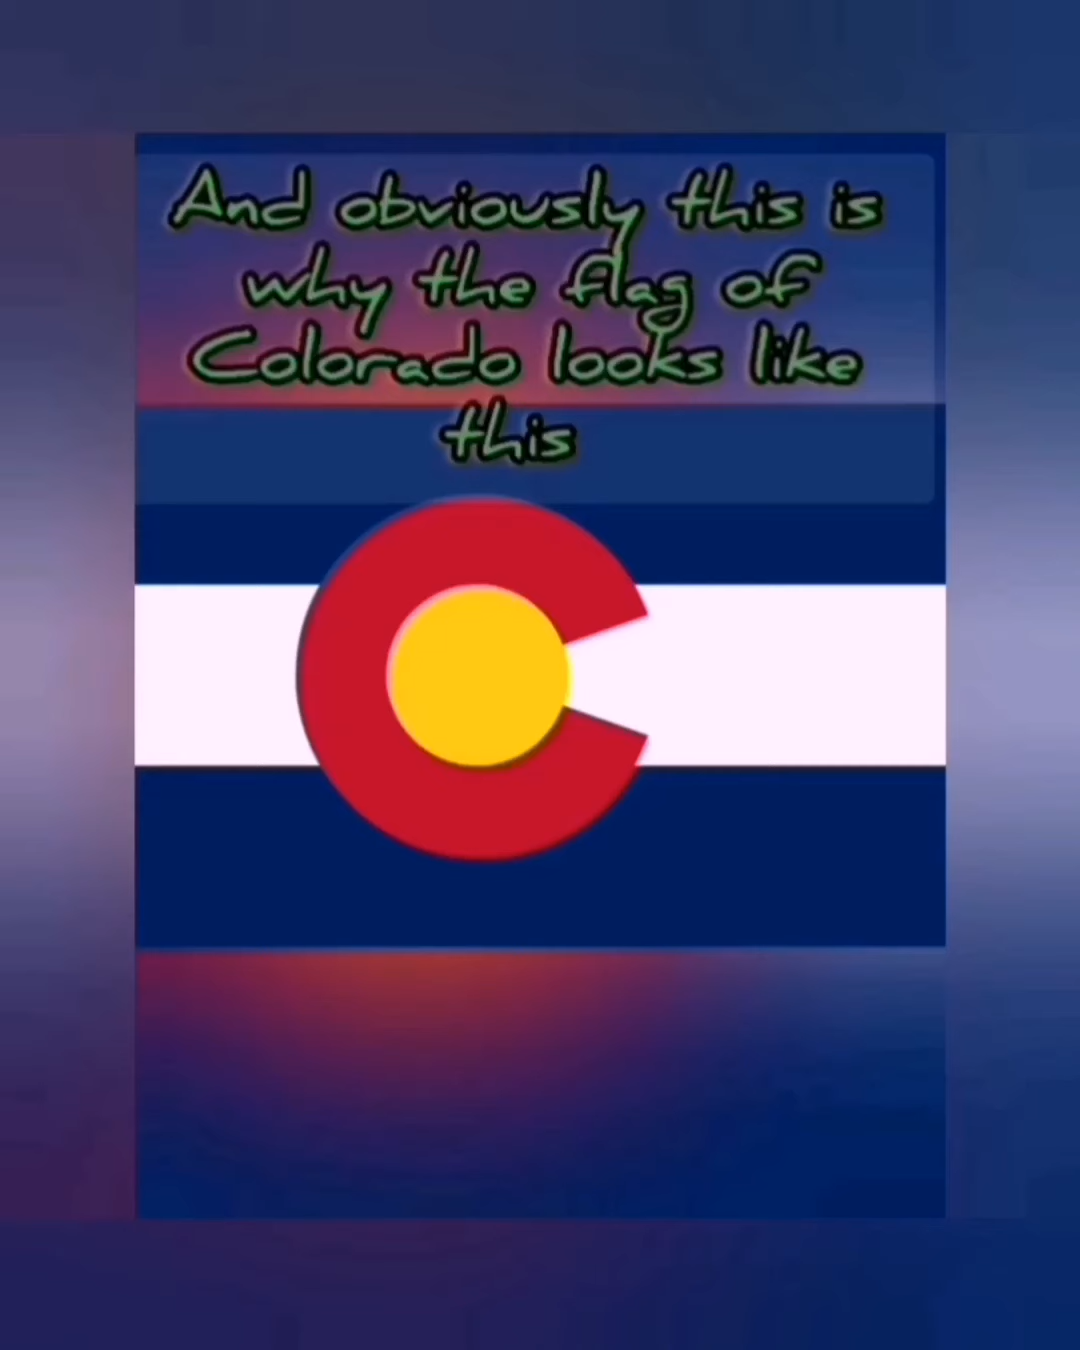 And obviously this is
why the flag of
Colorado looks like
this